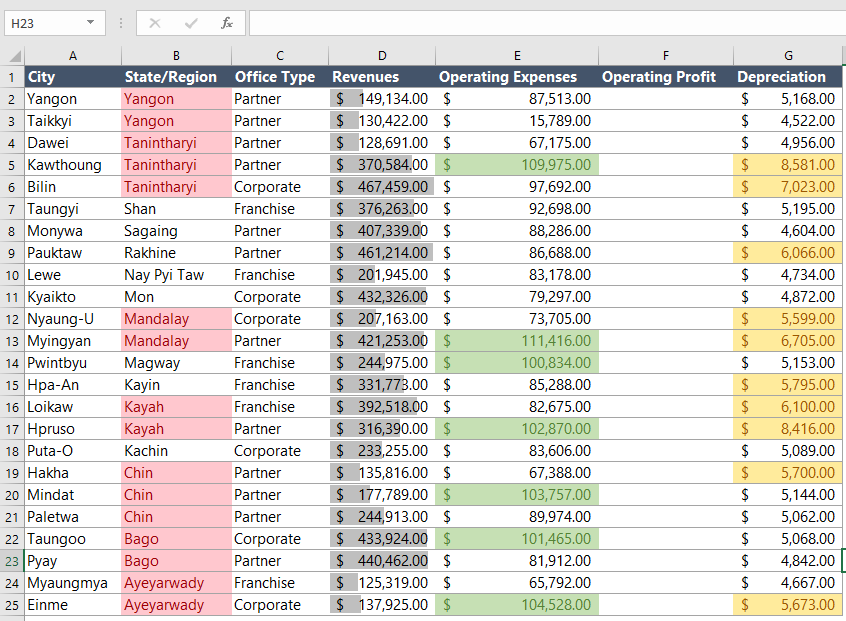 H23 fx
A B C D E F G
1 City State/Region Office Type Revenues Operating Expenses Operating Profit Depreciation
2 Yangon Yangon Partner $ 149,134.00 $ 87,513.00 $ 5,168.00
3 Taikkyi Yangon Partner $ 130,422.00 $ 15,789.00 $ 4,522.00
4 Dawei Tanintharyi Partner $ 128,691.00 $ 67,175.00 $ 4,956.00
5 Kawthoung Tanintharyi Partner $ 370,584.00 $ 109,975.00 $ 8,581.00
6 Bilin Tanintharyi Corporate $ 467,459.00 $ 97,692.00 $ 7,023.00
7 Taungyi Shan Franchise $ 376,263.00 $ 92,698.00 $ 5,195.00
8 Monywa Sagaing Partner $ 407,339.00 $ 88,286.00 $ 4,604.00
9 Pauktaw Rakhine Partner $ 461,214.00 $ 86,688.00 $ 6,066.00
10 Lewe Nay Pyi Taw Franchise $ 201,945.00 $ 83,178.00 $ 4,734.00
11 Kyaikto Mon Corporate $ 432,326.00 $ 79,297.00 $ 4,872.00
12 Nyaung-U Mandalay Corporate $ 207,163.00 $ 73,705.00 $ 5,599.00
13 Myingyan Mandalay Partner $ 421,253.00 $ 111,416.00 $ 6,705.00
14 Pwintbyu Magway Franchise $ 244,975.00 $ 100,834.00 $ 5,153.00
15 Hpa-An Kayin Franchise $ 331,773.00 $ 85,288.00 $ 5,795.00
16 Loikaw Kayah Franchise $ 392,518.00 $ 82,675.00 $ 6,100.00
17 Hpruso Kayah Partner $ 316,390.00 $ 102,870.00 $ 8,416.00
18 Puta-O Kachin Corporate $ 233,255.00 $ 83,606.00 $ 5,089.00
19 Hakha Chin Partner $ 135,816.00 $ 67,388.00 $ 5,700.00
20 Mindat Chin Partner $ 177,789.00 $ 103,757.00 $ 5,144.00
21 Paletwa Chin Partner $ 244,913.00 $ 89,974.00 $ 5,062.00
22 Taungoo Bago Corporate $ 433,924.00 $ 101,465.00 $ 5,068.00
23 Pyay Bago Partner $ 440,462.00 $ 81,912.00 $ 4,842.00
24 Myaungmya Ayeyarwady Franchise $ 125,319.00 $ 65,792.00 $ 4,667.00
25 Einme Ayeyarwady Corporate $ 137,925.00 $ 104,528.00 $ 5,673.00